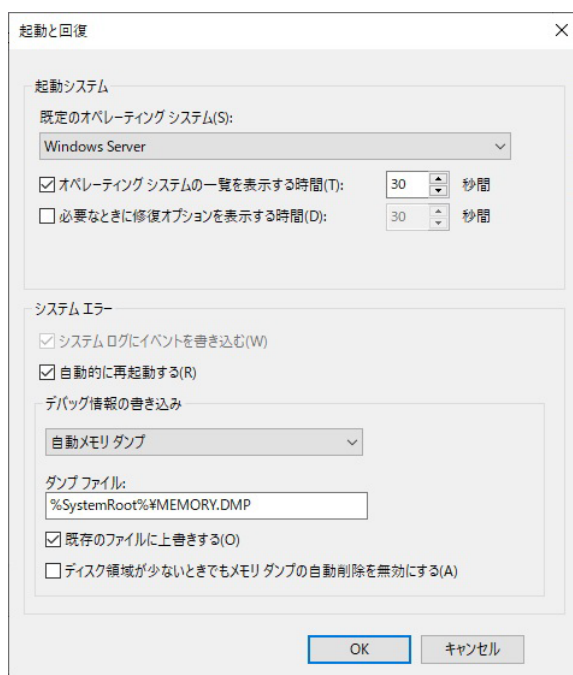 起動と回復
起動システム
既定のオペレーティング システム(S):
Windows Server
オペレーティング システムの一覧を表示する時間(T): 30 秒間
必要なときに修復オプションを表示する時間(D): 30 秒間
システム エラー
システム ログにイベントを書き込む(W)
自動的に再起動する(R)
デバッグ情報の書き込み
自動メモリ ダンプ
ダンプ ファイル:
%SystemRoot%¥MEMORY.DMP
既存のファイルに上書きする(O)
ディスク領域が少ないときでもメモリ ダンプの自動削除を無効にする(A)
OK キャンセル